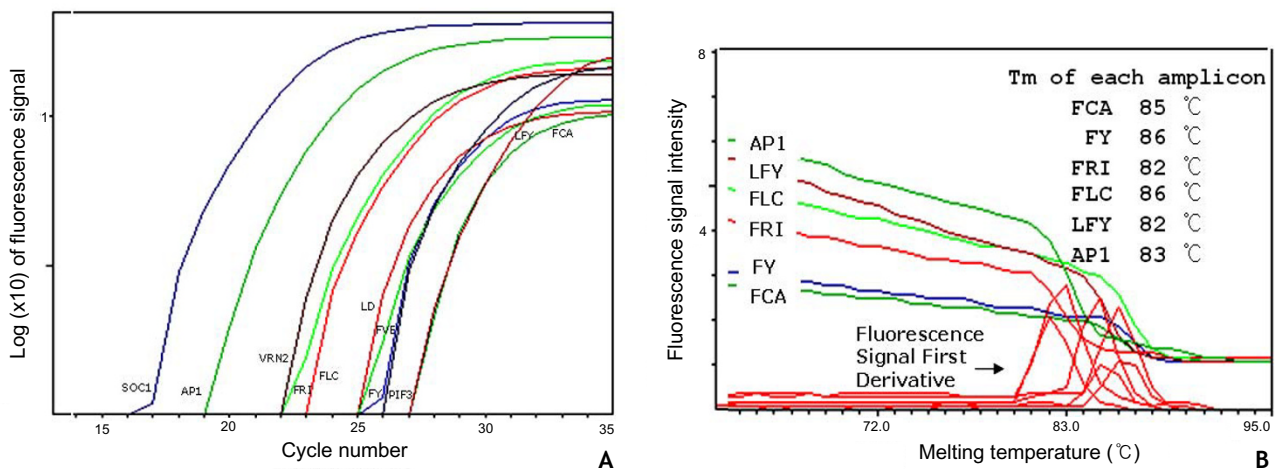 Log (x10) of fluorescence signal
1
SOC1
AP1
VRN2
FRI
FLC
LD
FVE
FY
PIF3
LFY
FCA
15
20
25
30
35
Cycle number
A
8
4
Fluorescence signal intensity
Tm of each amplicon
FCA 85 ℃
FY 86 ℃
FRI 82 ℃
FLC 86 ℃
LFY 82 ℃
AP1 83 ℃
AP1
LFY
FLC
FRI
FY
FCA
Fluorescence
Signal First
Derivative
72.0
83.0
95.0
Melting temperature (℃)
B